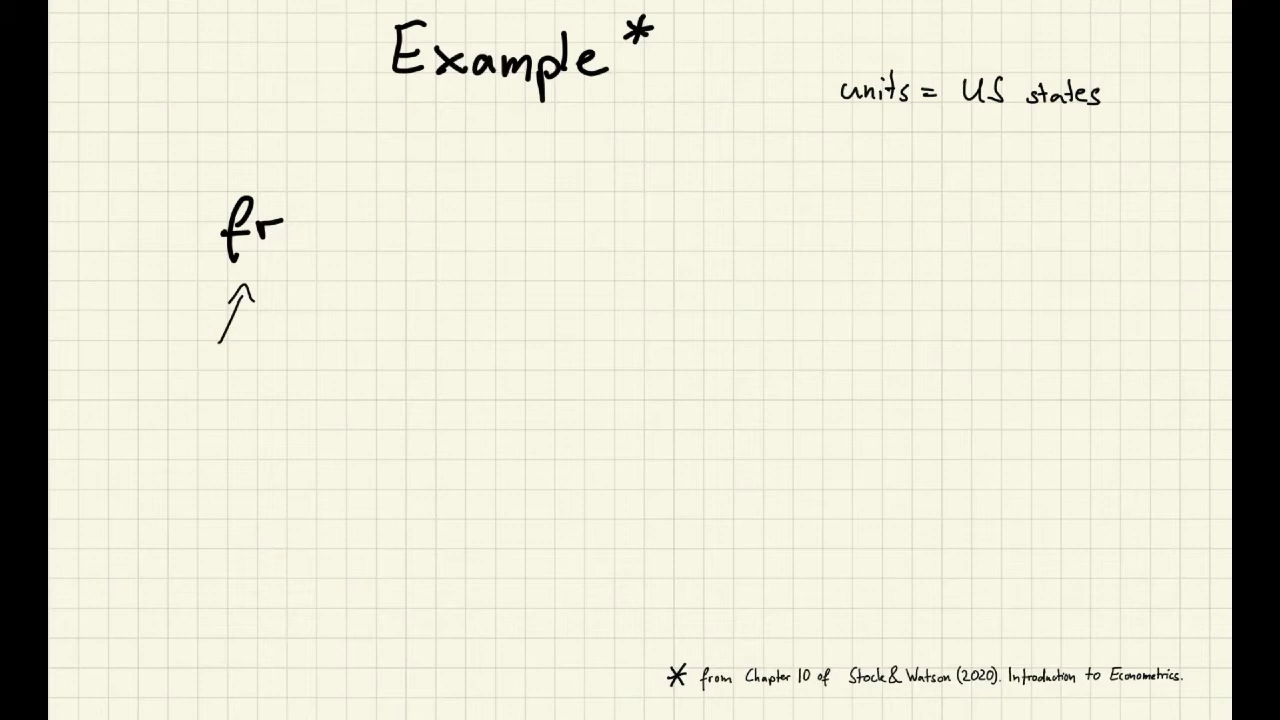 Example *
units = US states
fr
* from Chapter 10 of Stock & Watson (2020). Introduction to Econometrics.